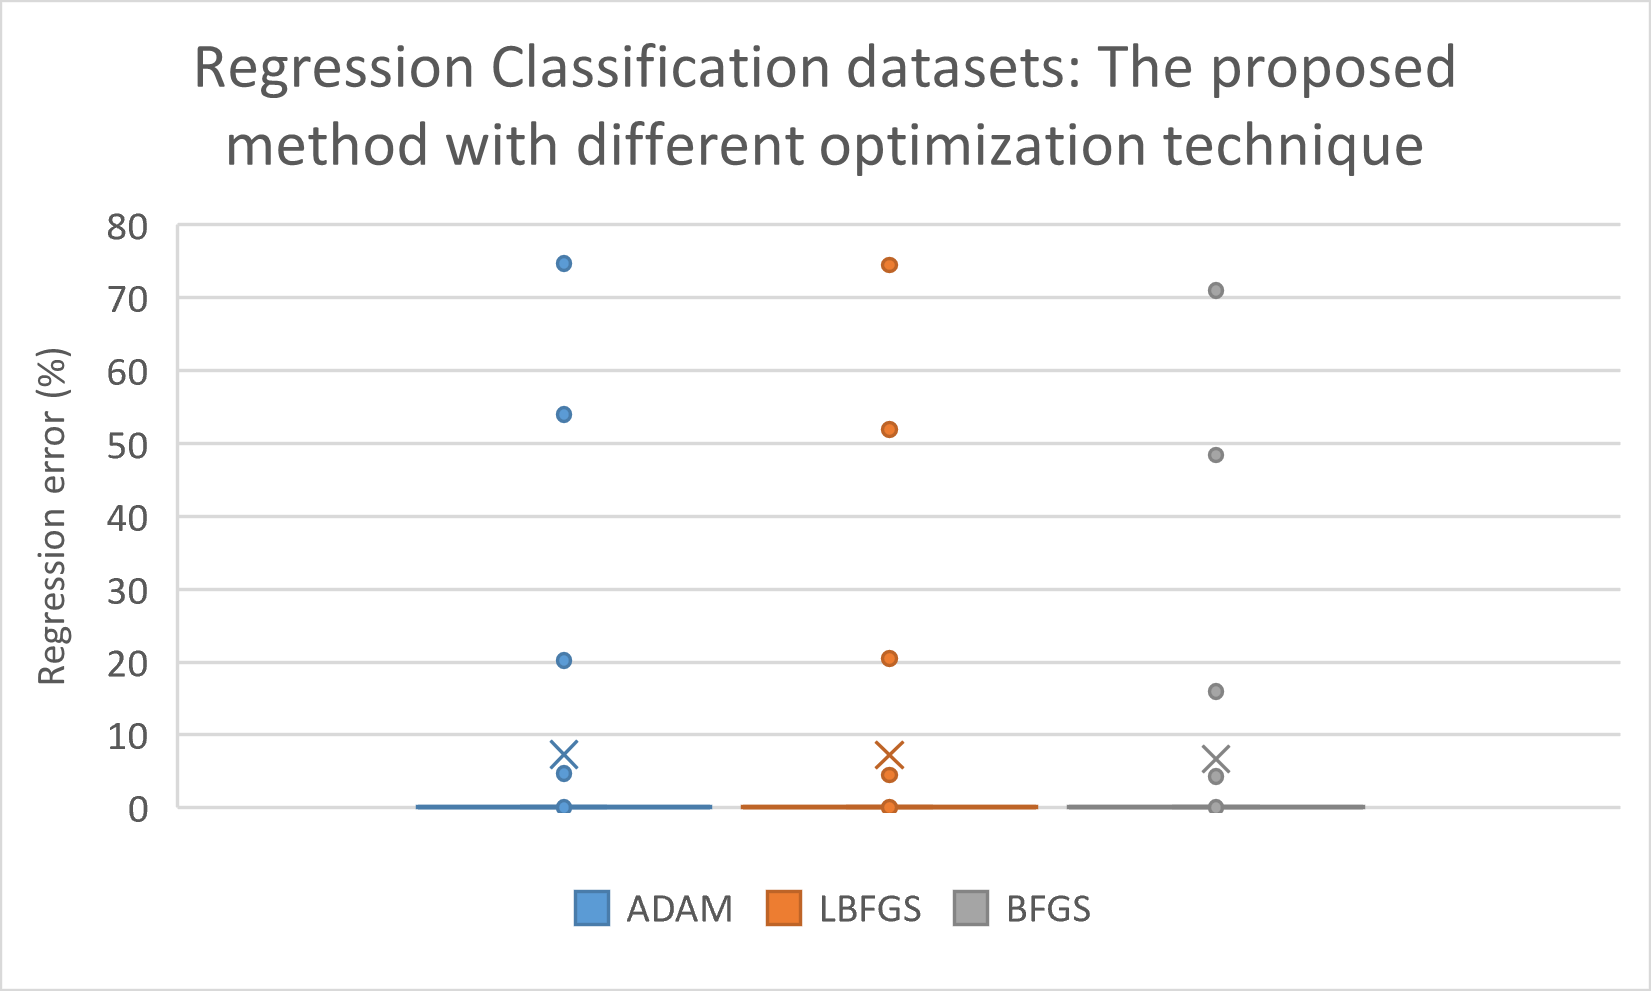 Regression Classification datasets: The proposed
method with different optimization technique
Regression error (%)
80
70
60
50
40
30
20
10
0
ADAM LBFGS BFGS